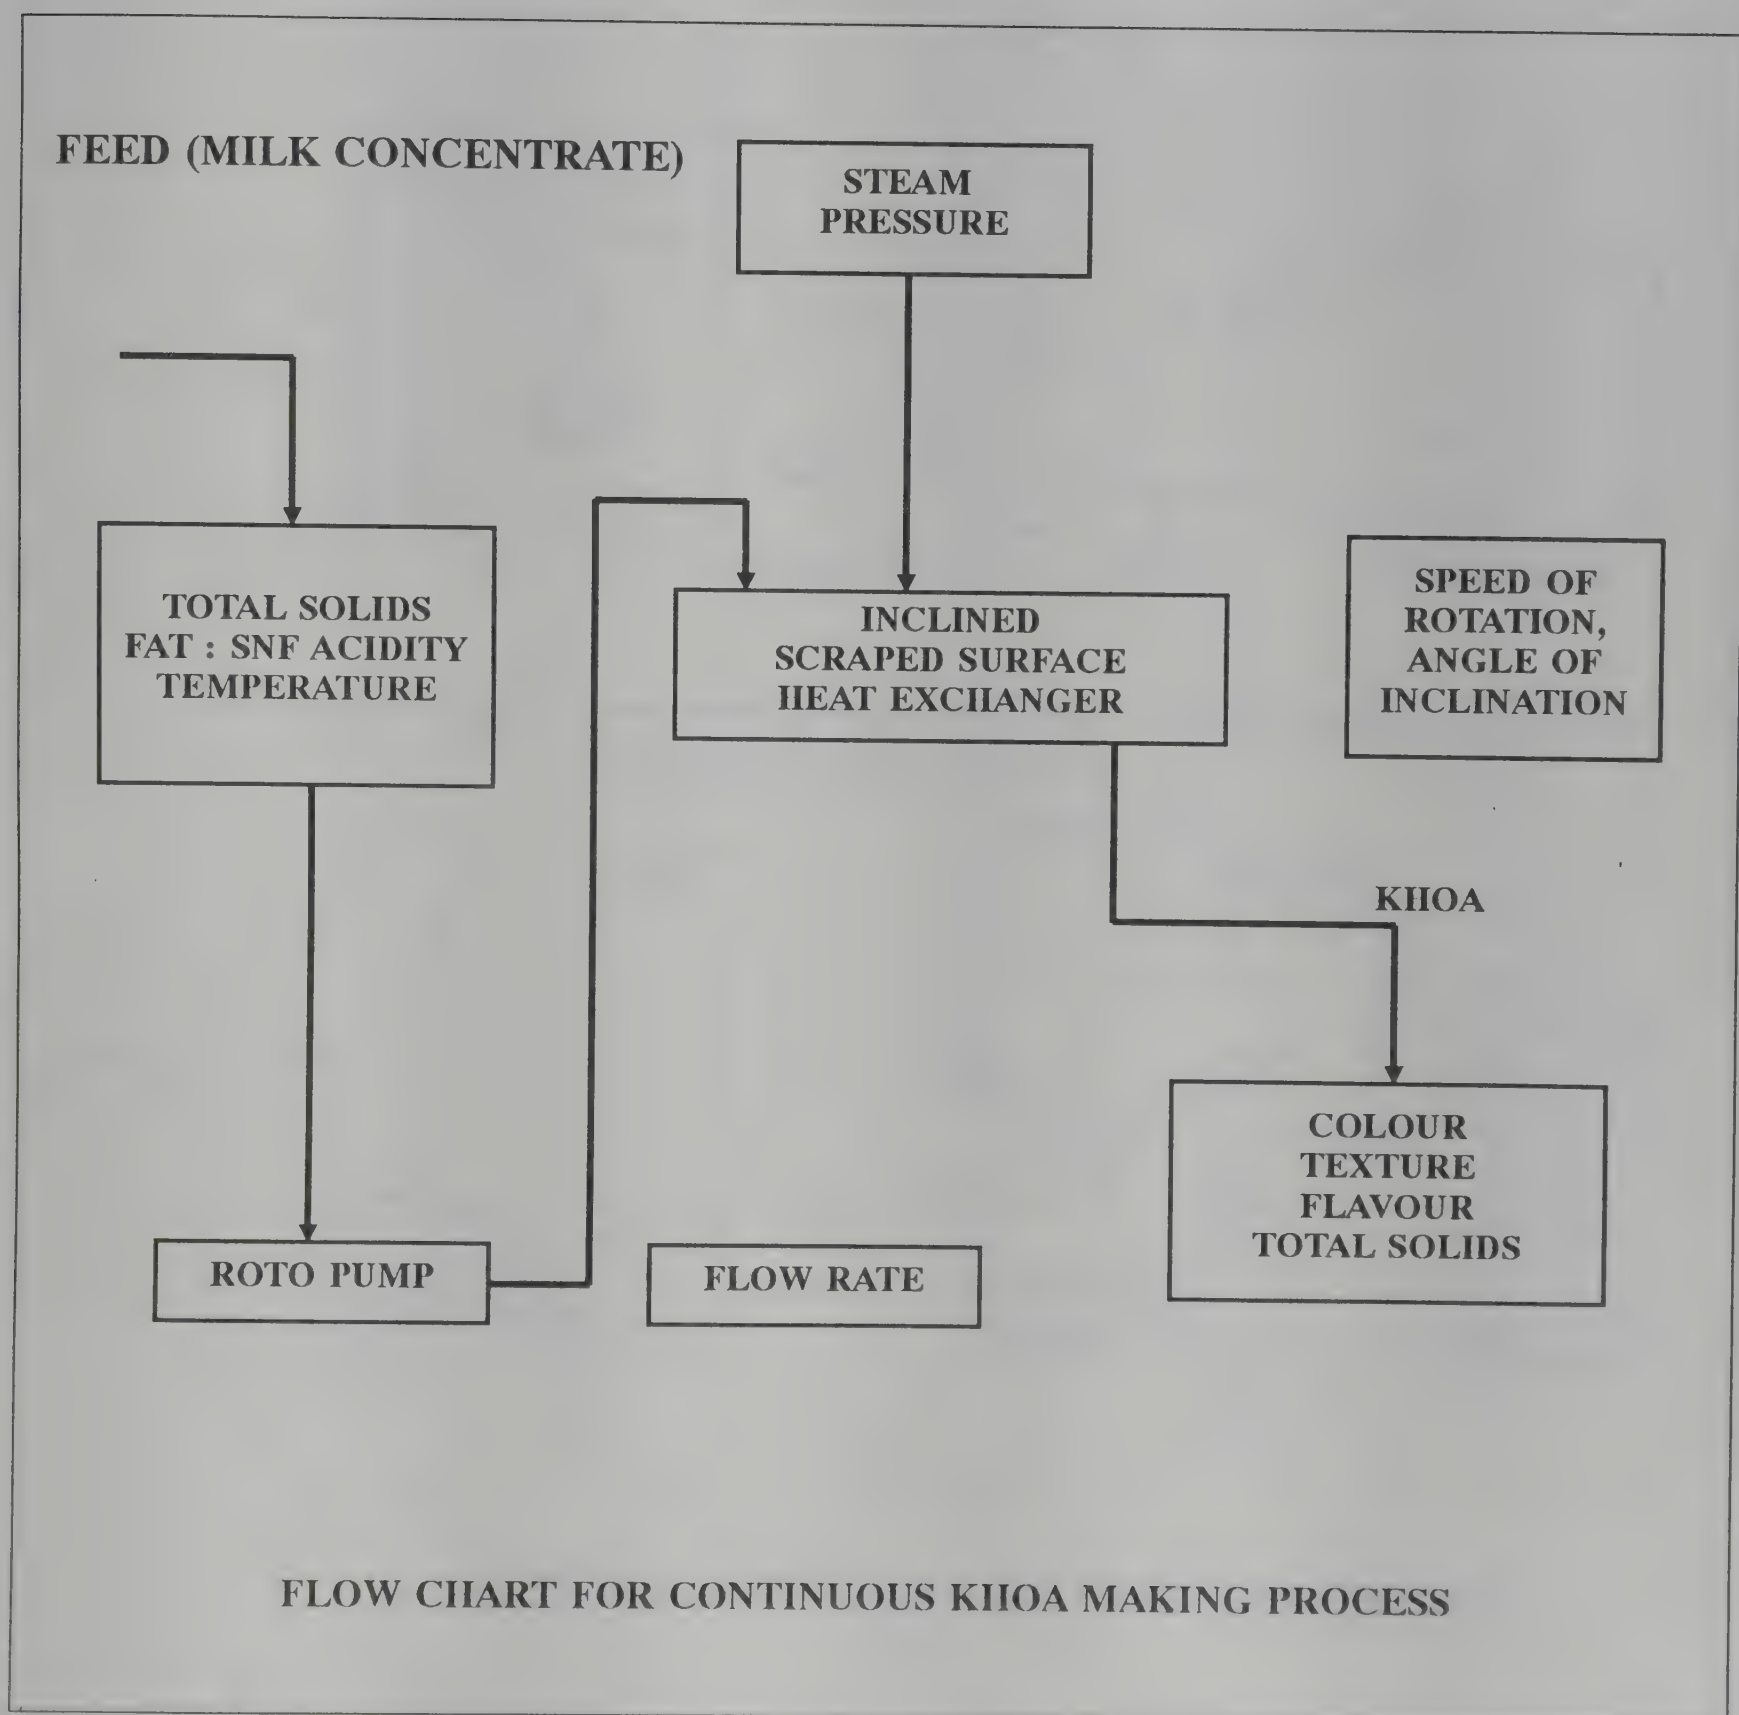 FEED (MILK CONCENTRATE)
STEAM
PRESSURE
TOTAL SOLIDS
FAT : SNF ACIDITY
TEMPERATURE
INCLINED
SCRAPED SURFACE
HEAT EXCHANGER
SPEED OF
ROTATION,
ANGLE OF
INCLINATION
KHOA
COLOUR
TEXTURE
FLAVOUR
TOTAL SOLIDS
ROTO PUMP
FLOW RATE
FLOW CHART FOR CONTINUOUS KHOA MAKING PROCESS